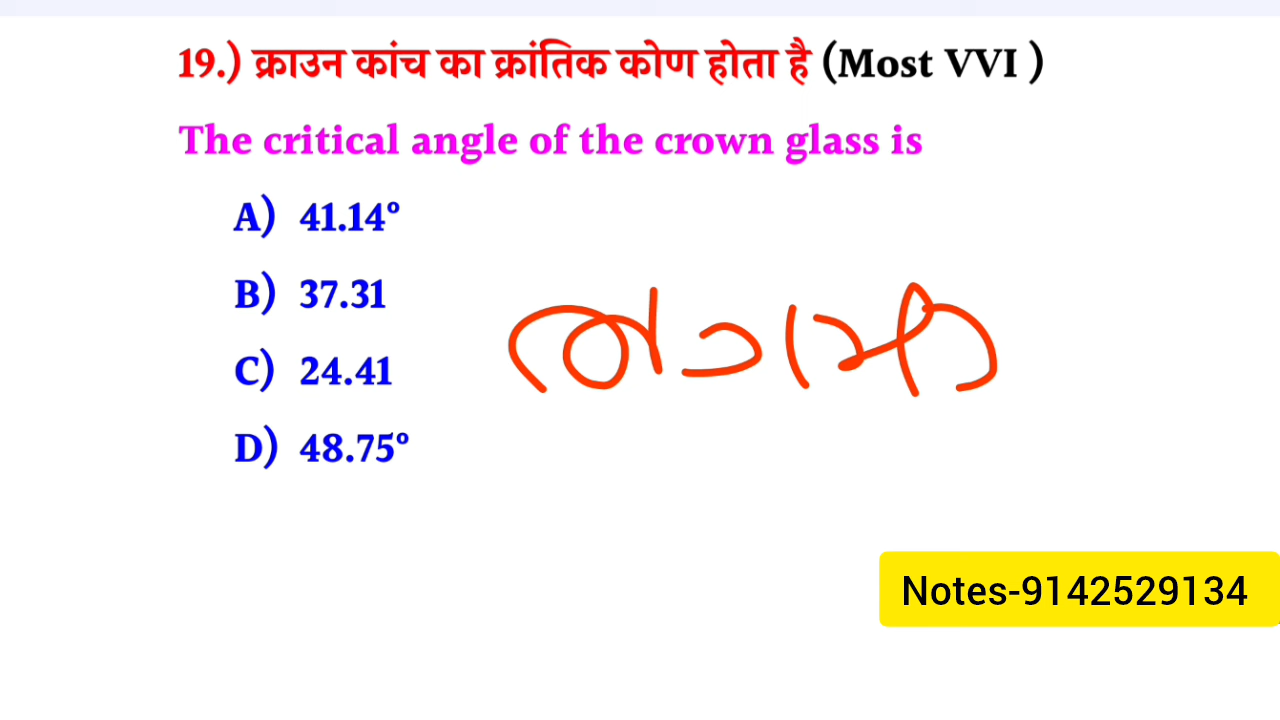 19.) क्राउन कांच का क्रांतिक कोण होता है (Most VVI )
The critical angle of the crown glass is
A) 41.14°
B) 37.31
C) 24.41
D) 48.75°
Notes-9142529134